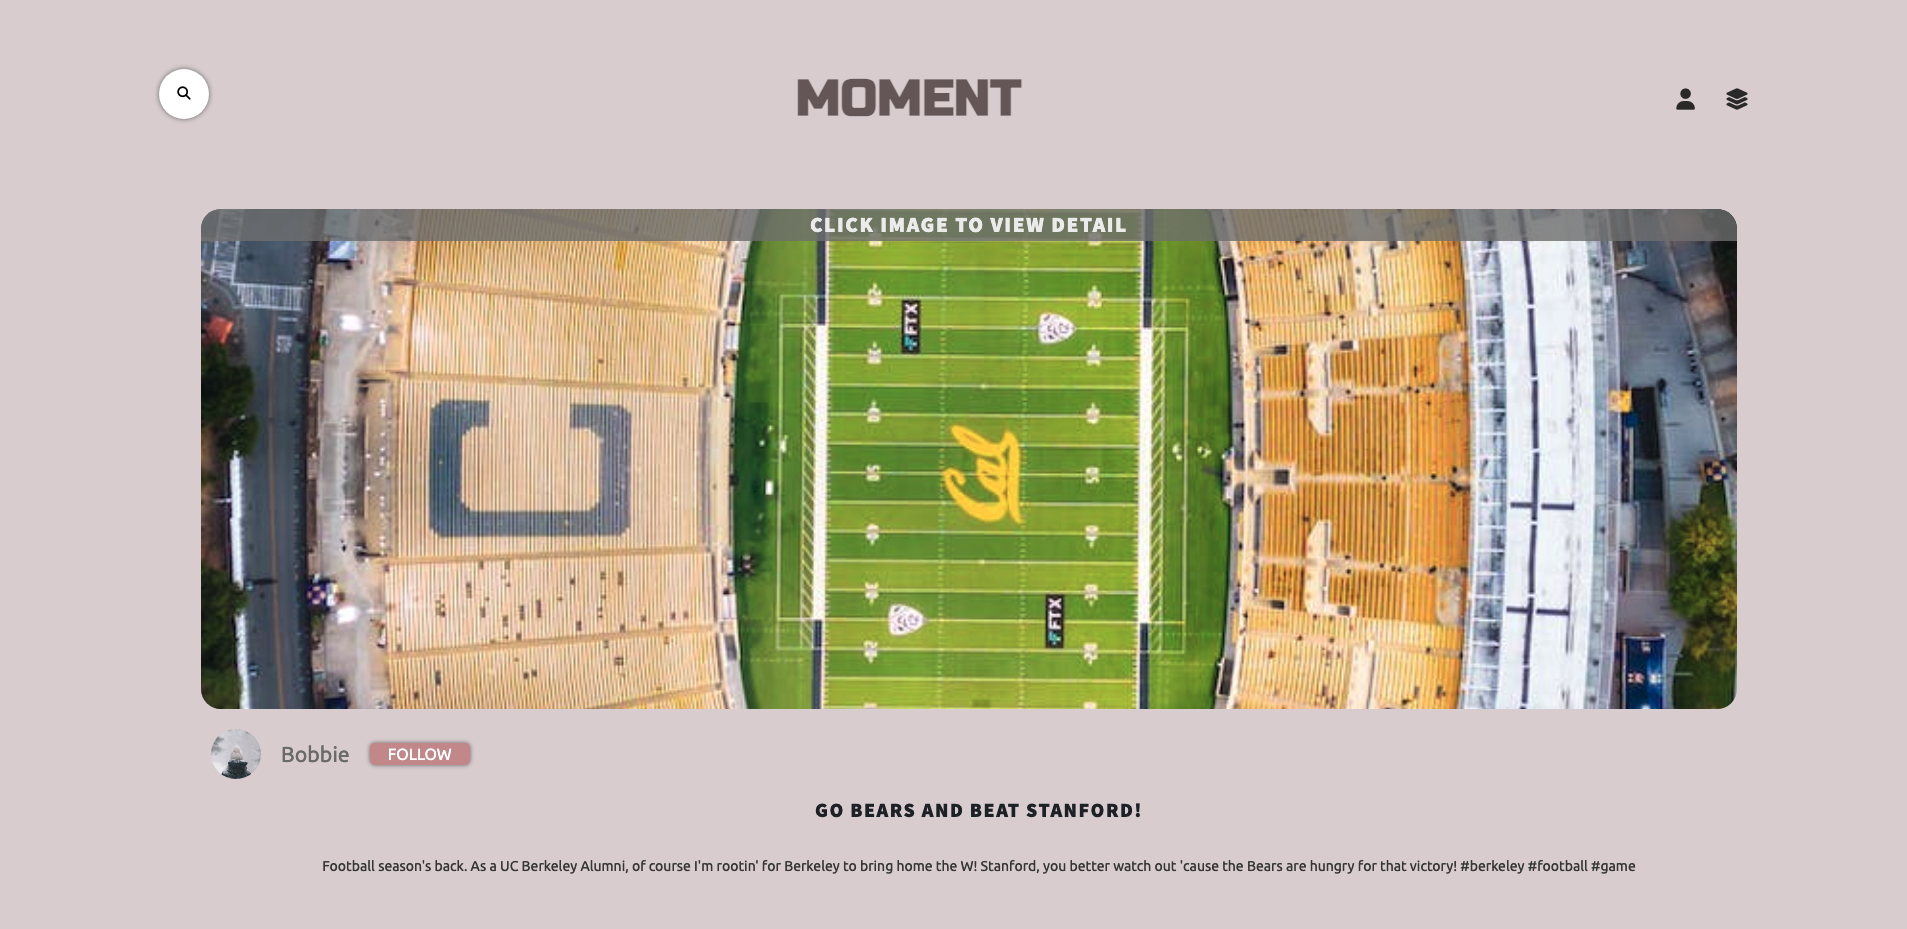 MOMENT
CLICK IMAGE TO VIEW DETAIL
FTX
C
Cal
FTX
Bobbie
FOLLOW
GO BEARS AND BEAT STANFORD!
Football season's back. As a UC Berkeley Alumni, of course I'm rootin' for Berkeley to bring home the W! Stanford, you better watch out 'cause the Bears are hungry for that victory! #berkeley #football #game